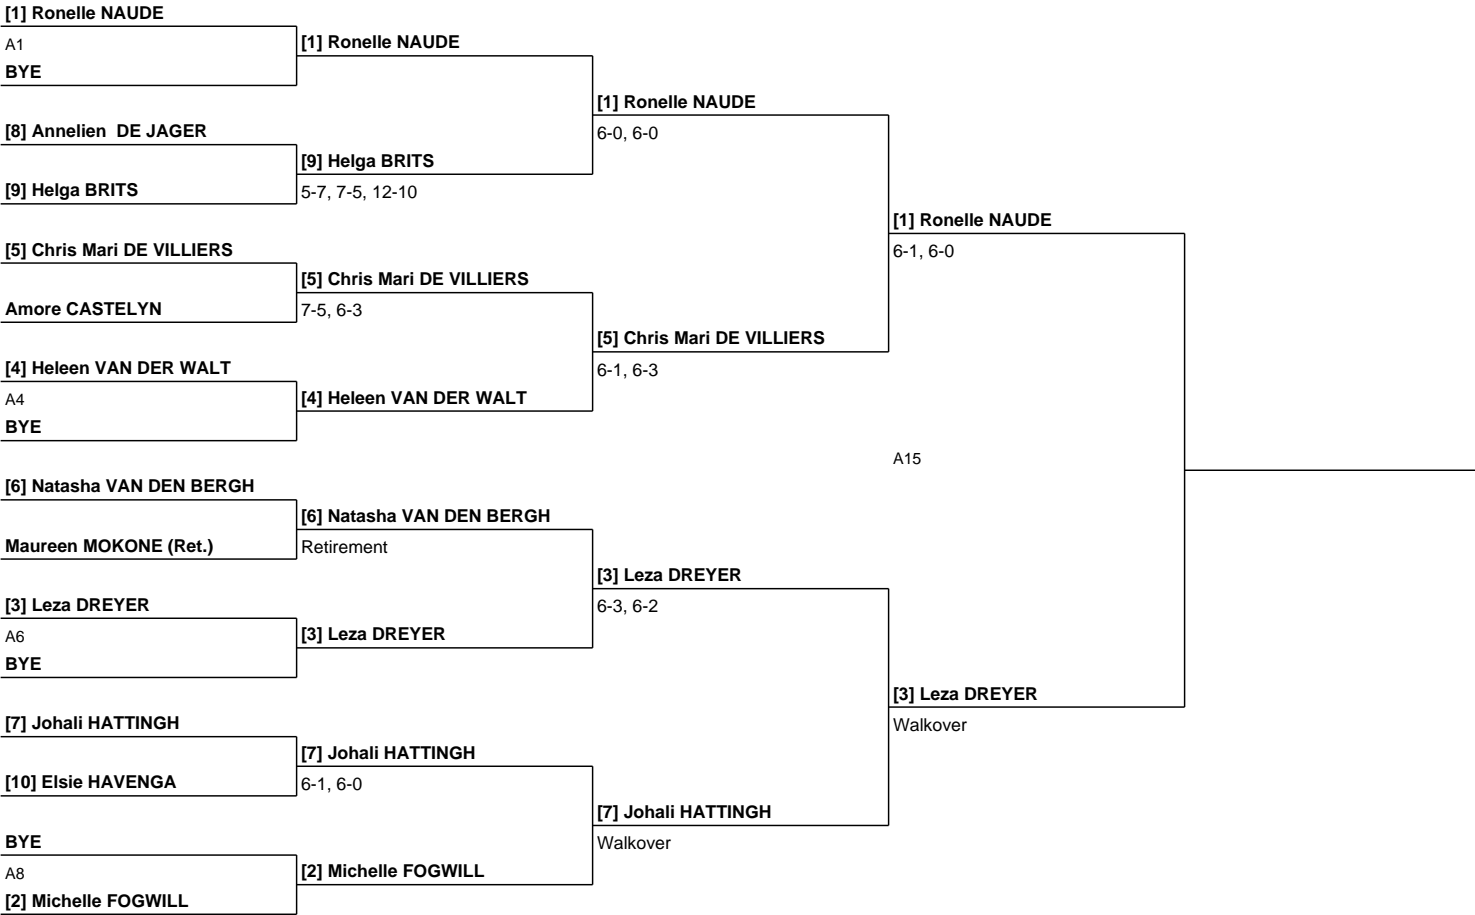 [1] Ronelle NAUDE
A1
BYE
[8] Annelien  DE JAGER
[9] Helga BRITS
[5] Chris Mari DE VILLIERS
Amore CASTELYN
[4] Heleen VAN DER WALT
A4
BYE
[6] Natasha VAN DEN BERGH
Maureen MOKONE (Ret.)
[3] Leza DREYER
A6
BYE
[7] Johali HATTINGH
[10] Elsie HAVENGA
BYE
A8
[2] Michelle FOGWILL
[1] Ronelle NAUDE
[9] Helga BRITS
5-7, 7-5, 12-10
[5] Chris Mari DE VILLIERS
7-5, 6-3
[4] Heleen VAN DER WALT
[6] Natasha VAN DEN BERGH
Retirement
[3] Leza DREYER
[7] Johali HATTINGH
6-1, 6-0
[2] Michelle FOGWILL
[1] Ronelle NAUDE
6-0, 6-0
[5] Chris Mari DE VILLIERS
6-1, 6-3
[3] Leza DREYER
6-3, 6-2
[7] Johali HATTINGH
Walkover
[1] Ronelle NAUDE
6-1, 6-0
A15
[3] Leza DREYER
Walkover